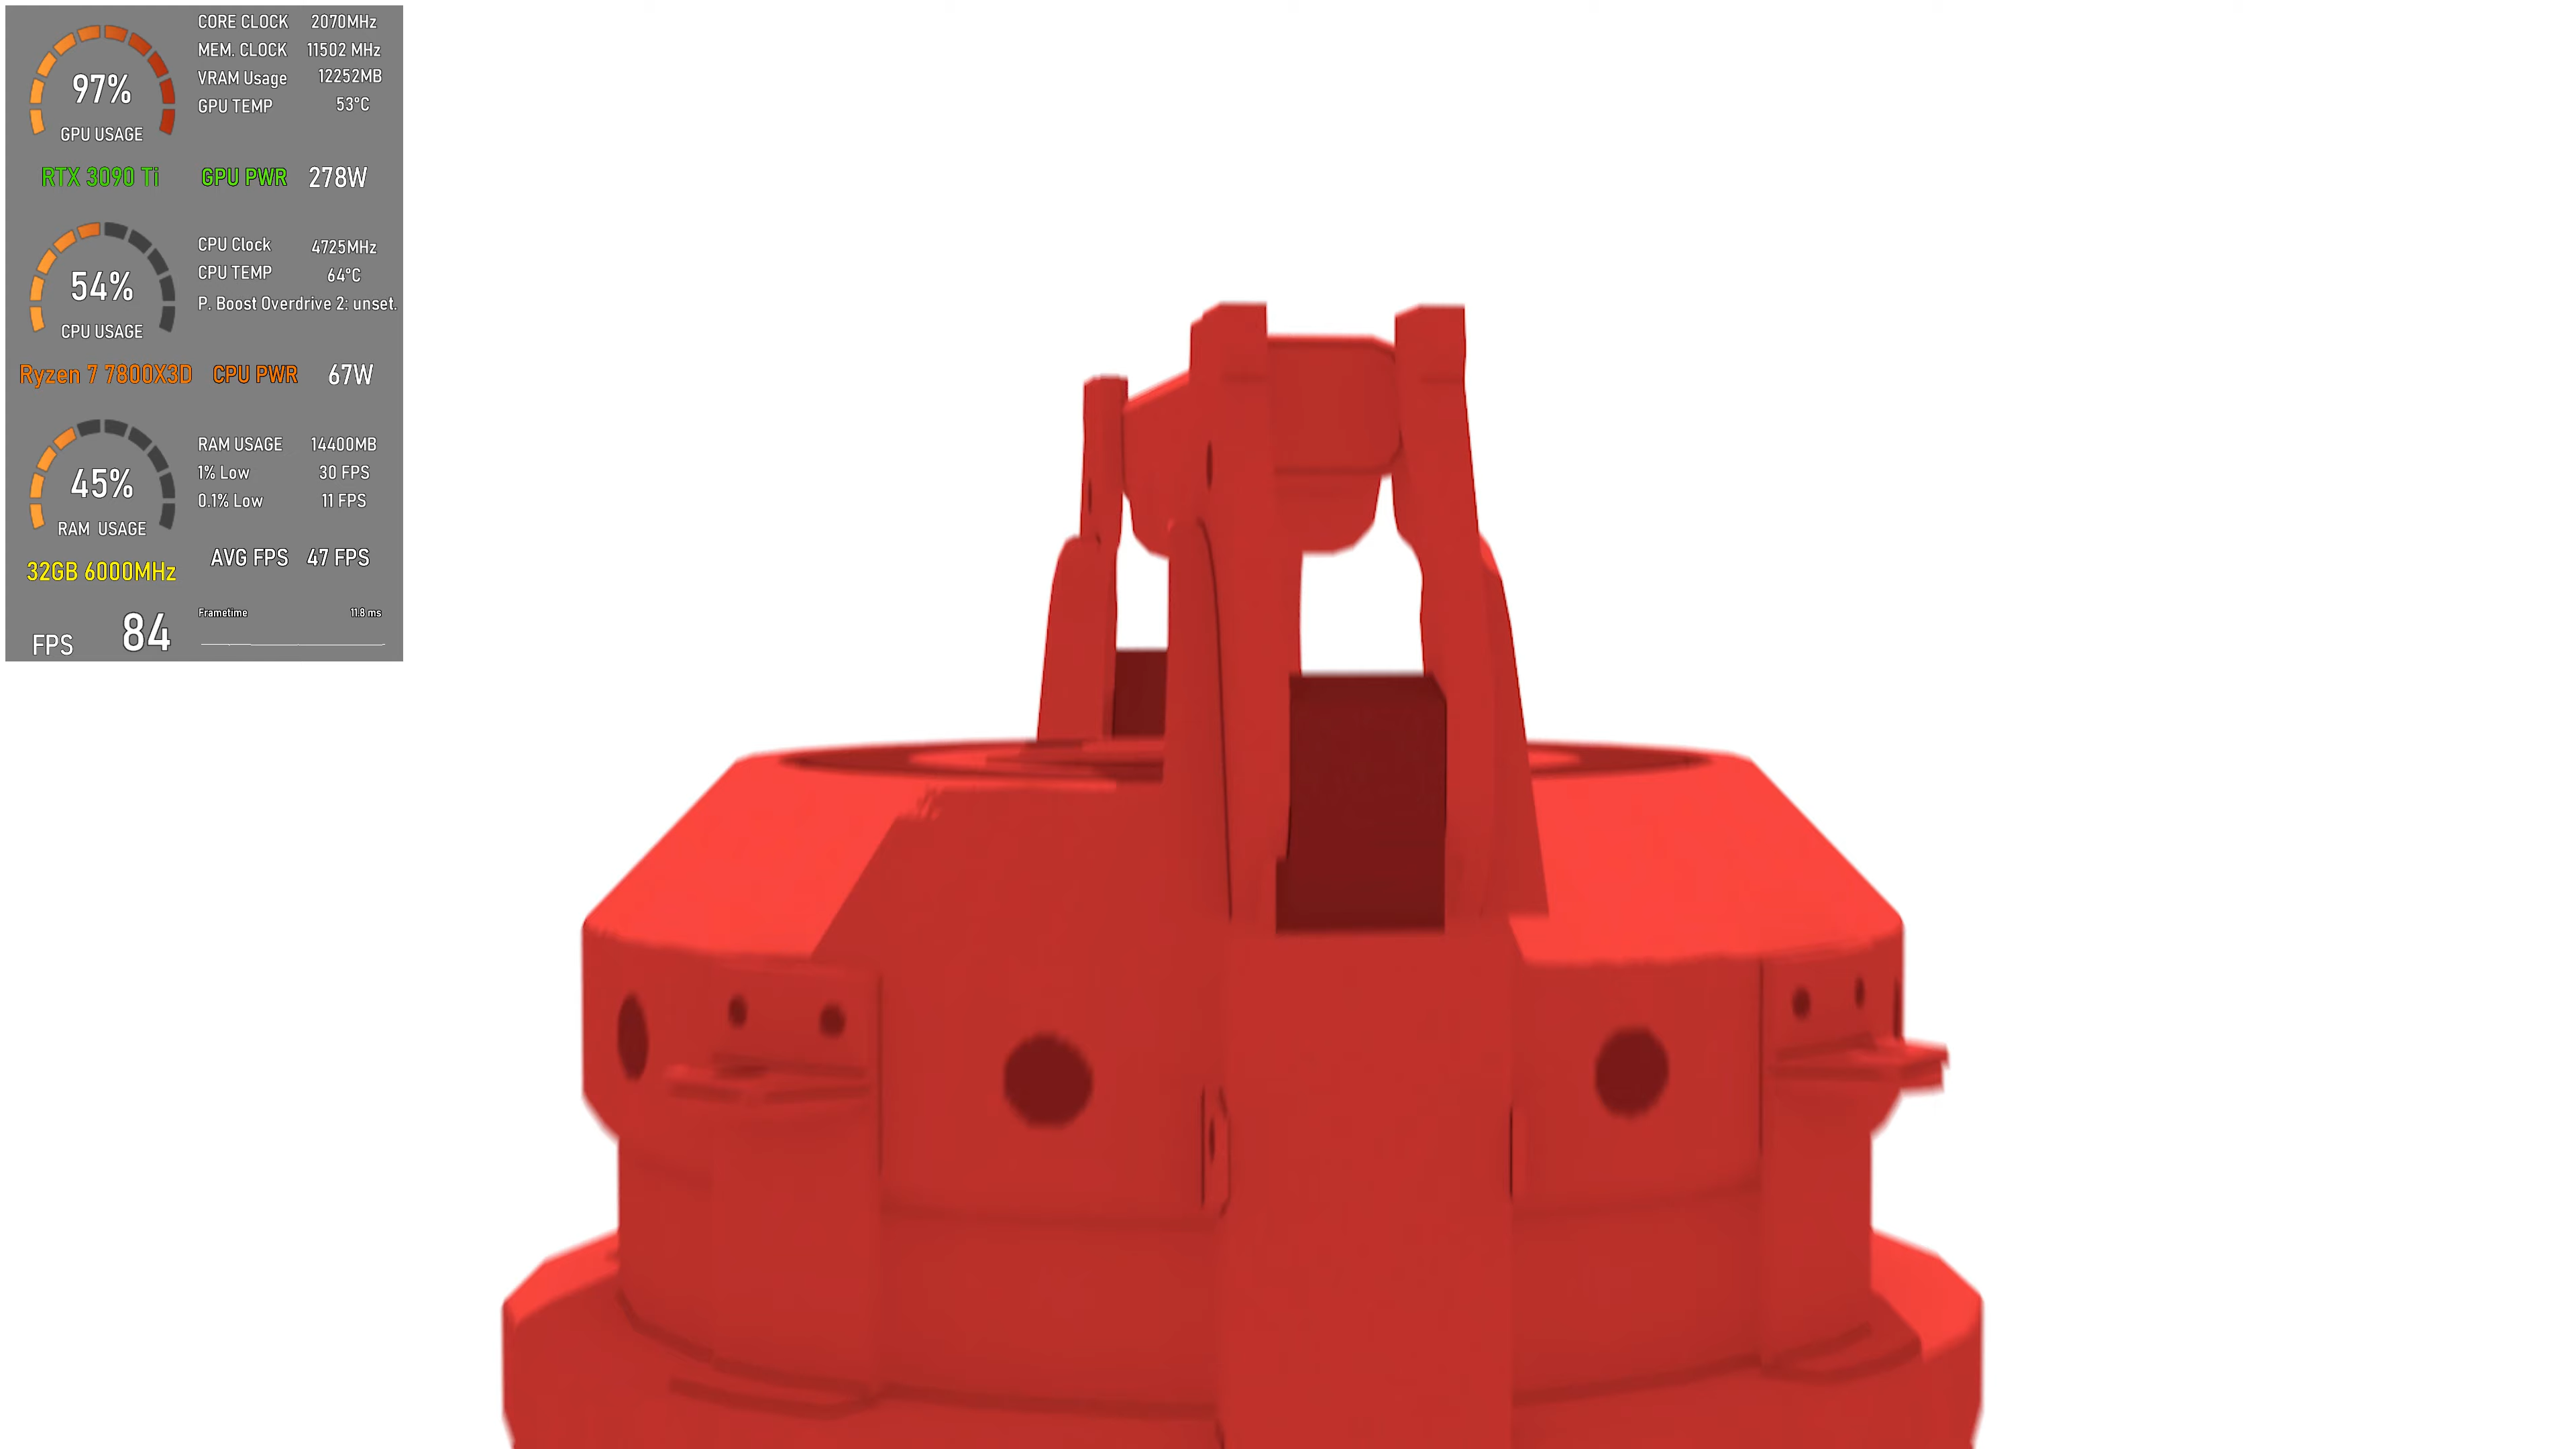 CORE CLOCK 2070MHz
MEM. CLOCK 11502 MHz
97%
VRAM Usage 12252MB
GPU TEMP 53°C
GPU USAGE
RTX 3090 Ti GPU PWR 278W
CPU Clock 4725MHz
CPU TEMP 64°C
54%
P. Boost Overdrive 2: unset.
CPU USAGE
Ryzen 7 7800X3D CPU PWR 67W
RAM USAGE 14400MB
1% Low 30 FPS
45%
0.1% Low 11 FPS
RAM USAGE
AVG FPS 47 FPS
32GB 6000MHz
Frametime 11.8 ms
FPS 84